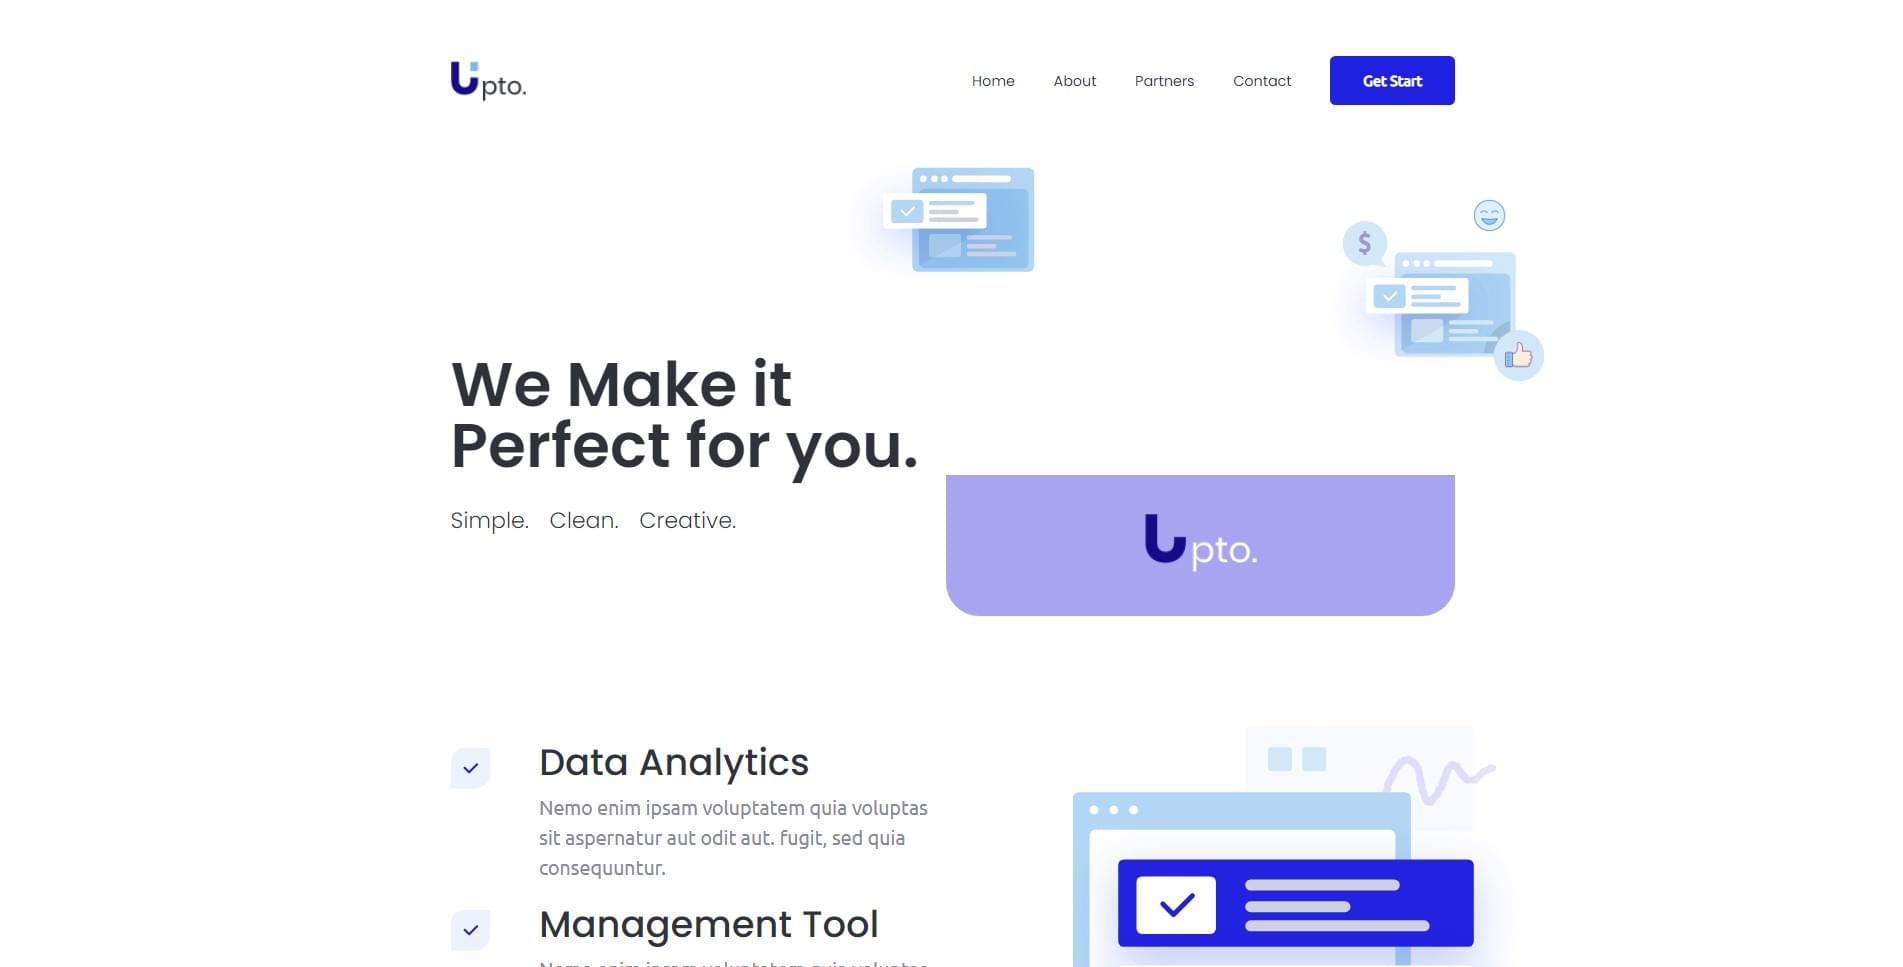 Upto.
Home About Partners Contact Get Start
$
We Make it
Perfect for you.
Simple. Clean. Creative.
Upto.
Data Analytics
Nemo enim ipsam voluptatem quia voluptas
sit aspernatur aut odit aut. fugit, sed quia
consequuntur.
Management Tool